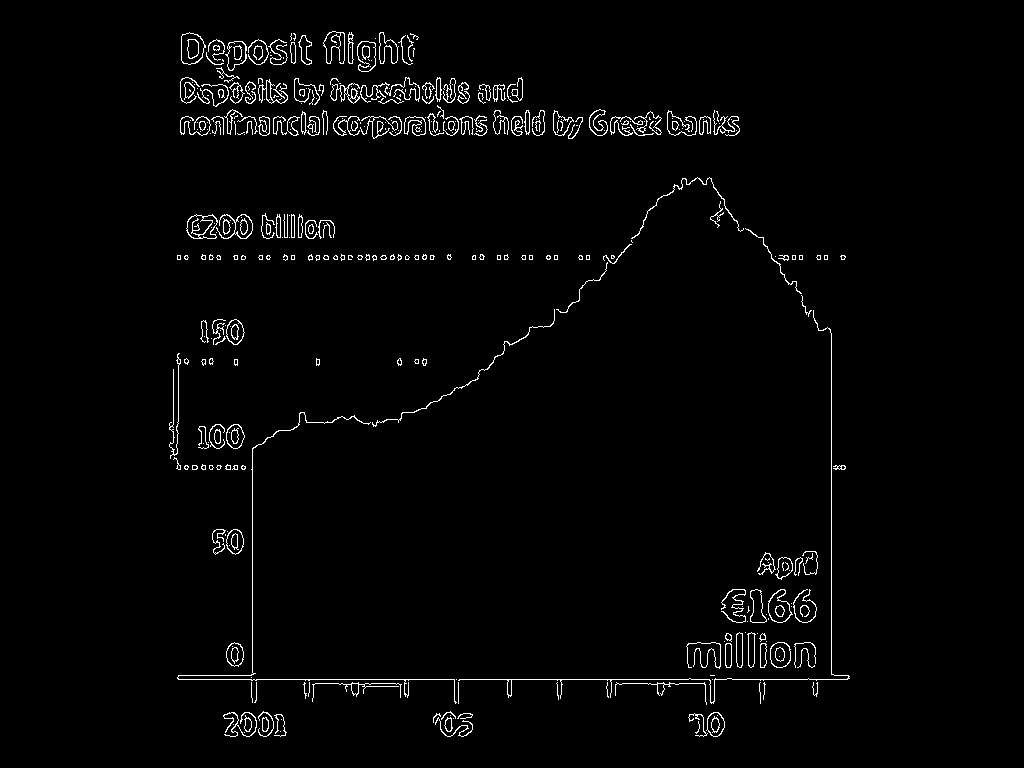 Deposit flight
Deposits by households and
nonfinancial corporations held by Greek banks
€200 billion
150
100
50
0
April
€166
million
2001 '05 '10